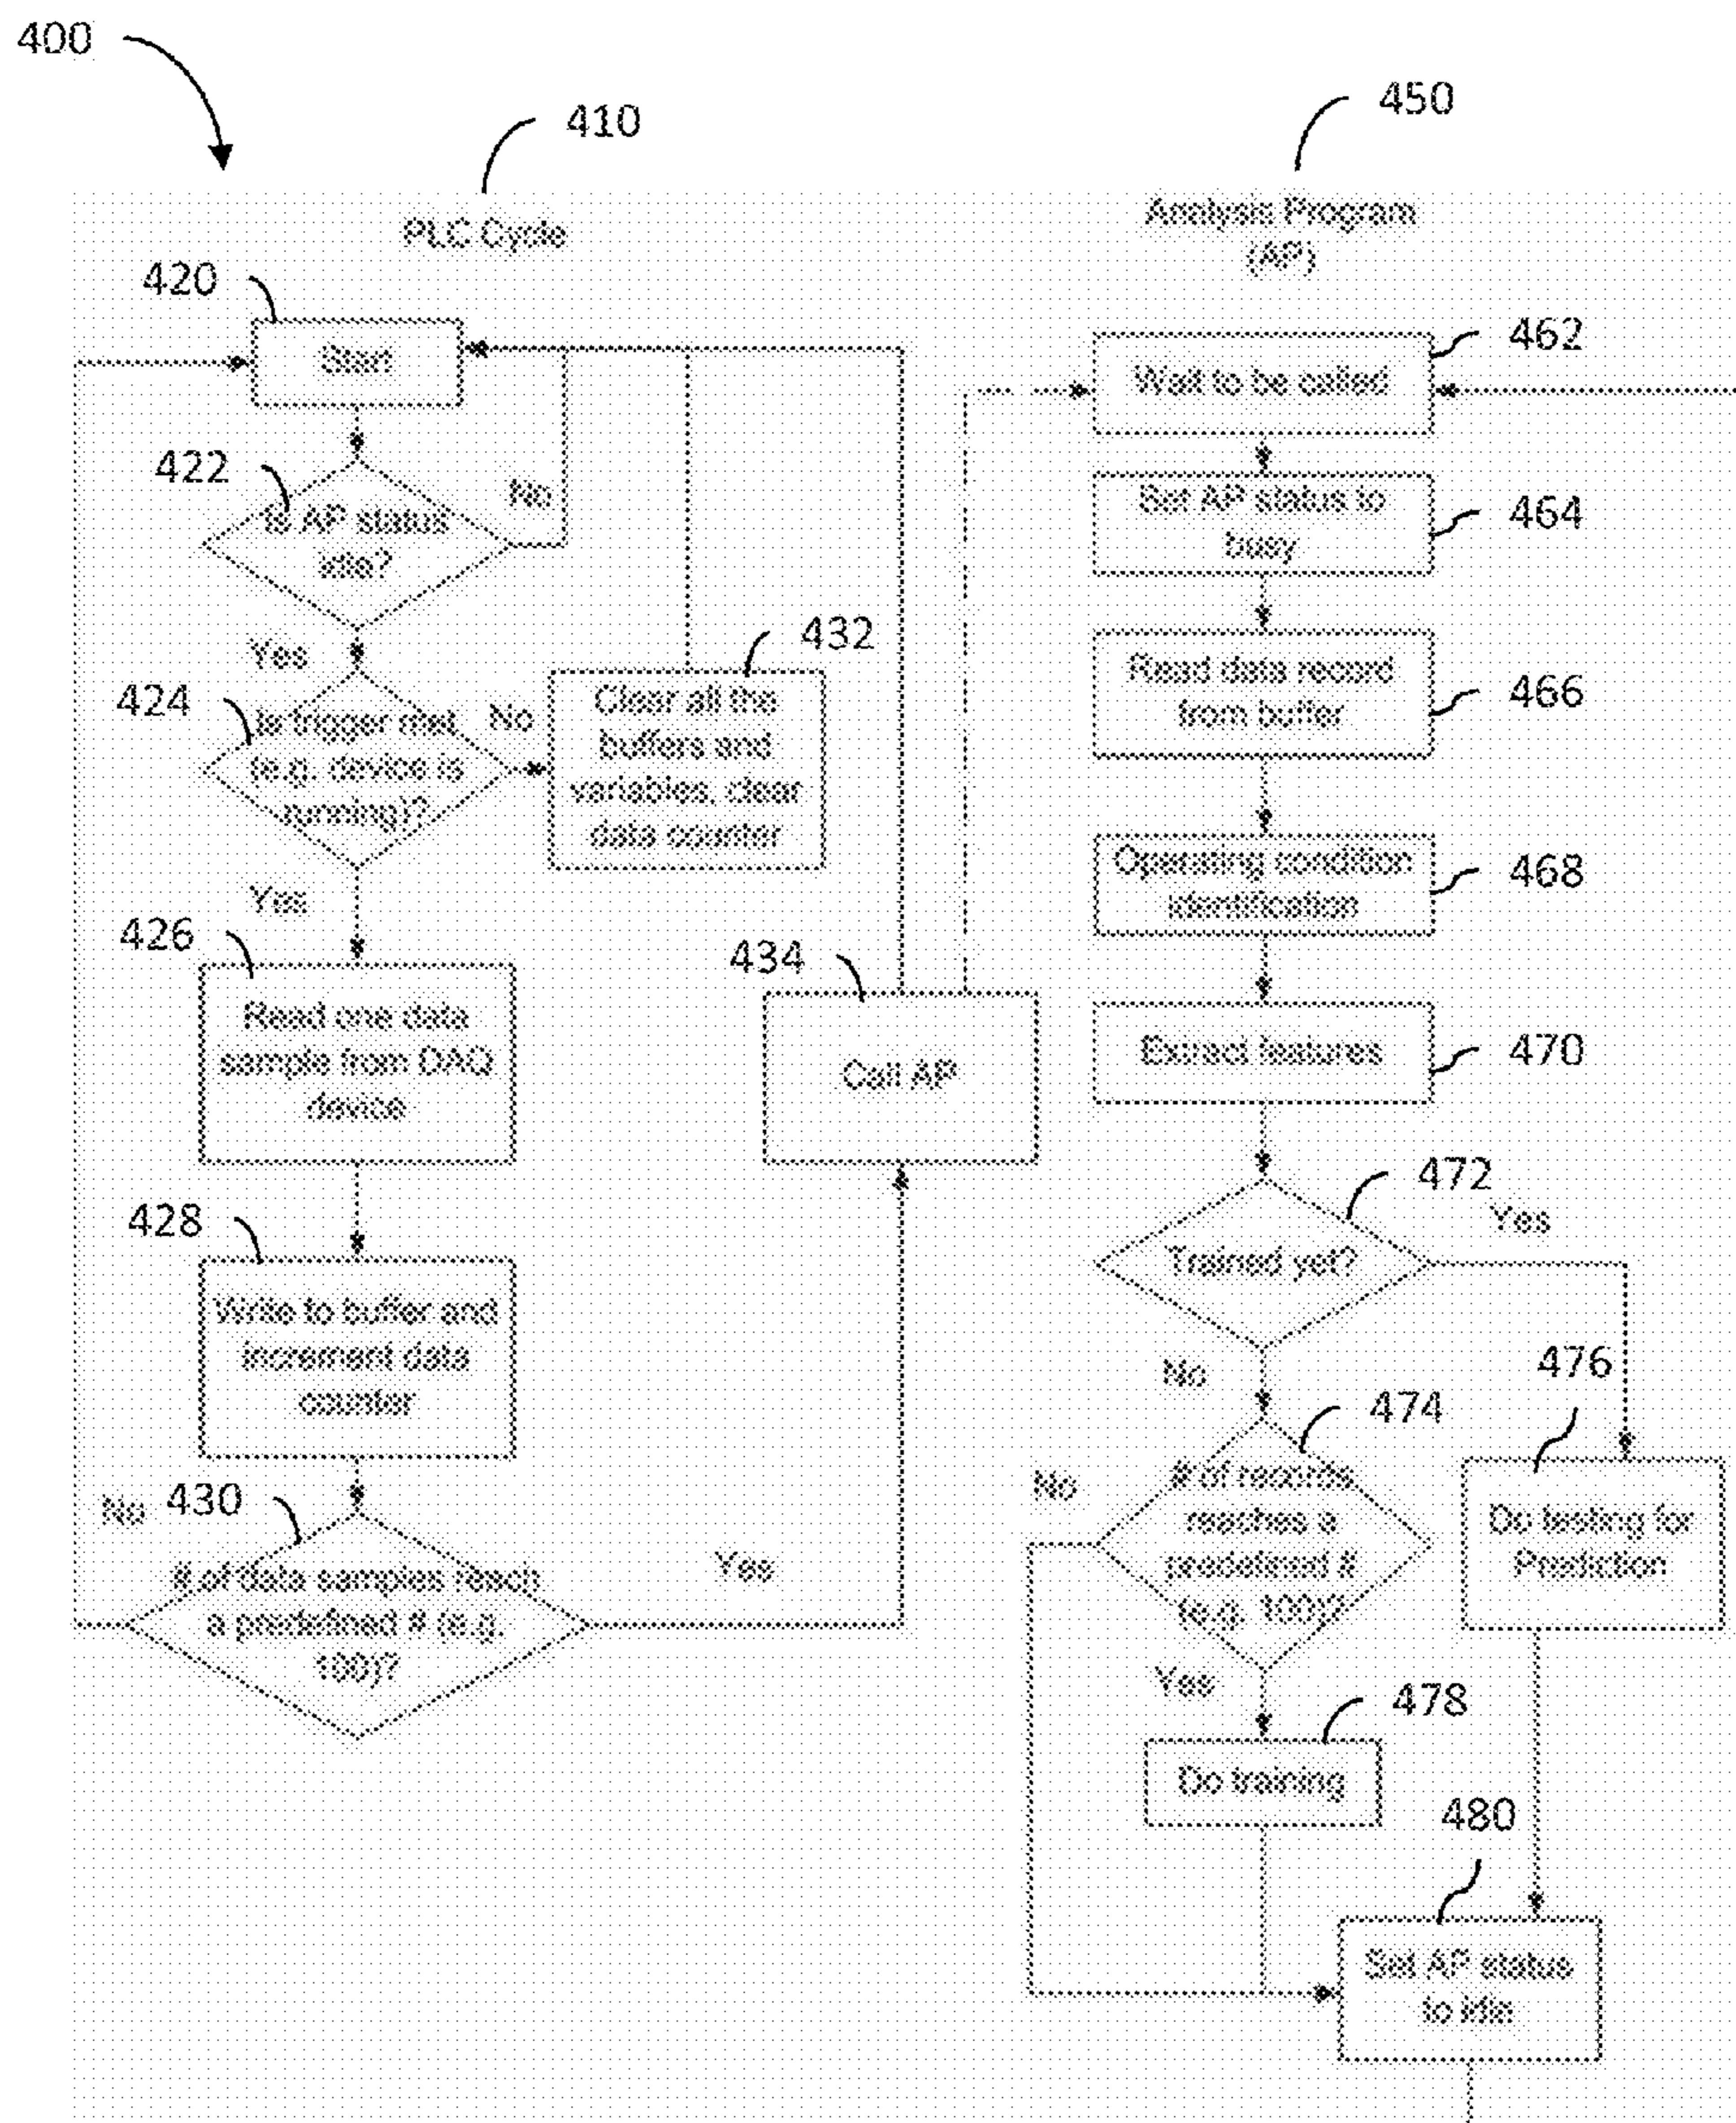 400
410
450
PLC Cycle
Analysis Program
(AP)
420
Start
422
No
Is AP status
idle?
Yes
424
Is trigger met
(e.g. device is
running)?
No
432
Clear all the
buffers and
variables, clear
data counter
Yes
426
Read one data
sample from DAQ
device
434
Call AP
428
Write to buffer and
increment data
counter
No
430
# of data samples reach
a predefined # (e.g.
100)?
Yes
462
Wait to be called
464
Set AP status to
busy
466
Read data record
from buffer
468
Operating condition
identification
470
Extract features
472
Yes
Trained yet?
No
474
476
No
# of records
reaches a
predefined #
(e.g. 100)?
Do testing for
Prediction
Yes
478
Do training
480
Set AP status
to idle